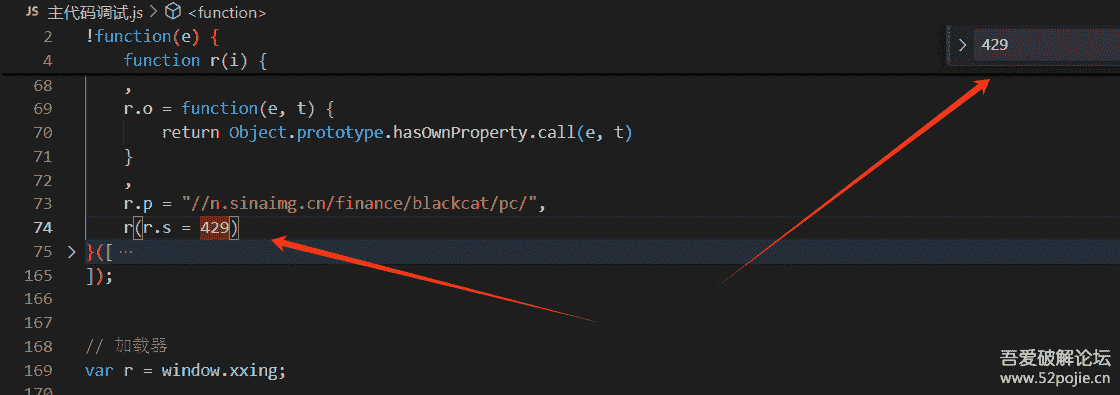 JS 主代码调试.js > <function>
2 !function(e) {
4 function r(i) {
> 429
68 ,
69 r.o = function(e, t) {
70 return Object.prototype.hasOwnProperty.call(e, t)
71 }
72 ,
73 r.p = "//n.sinaimg.cn/finance/blackcat/pc/",
74 r(r.s = 429)
75 > }([ ···
165 ]);
166
167
168 // 加载器
169 var r = window.xxing;
170
吾爱破解论坛
www.52pojie.cn